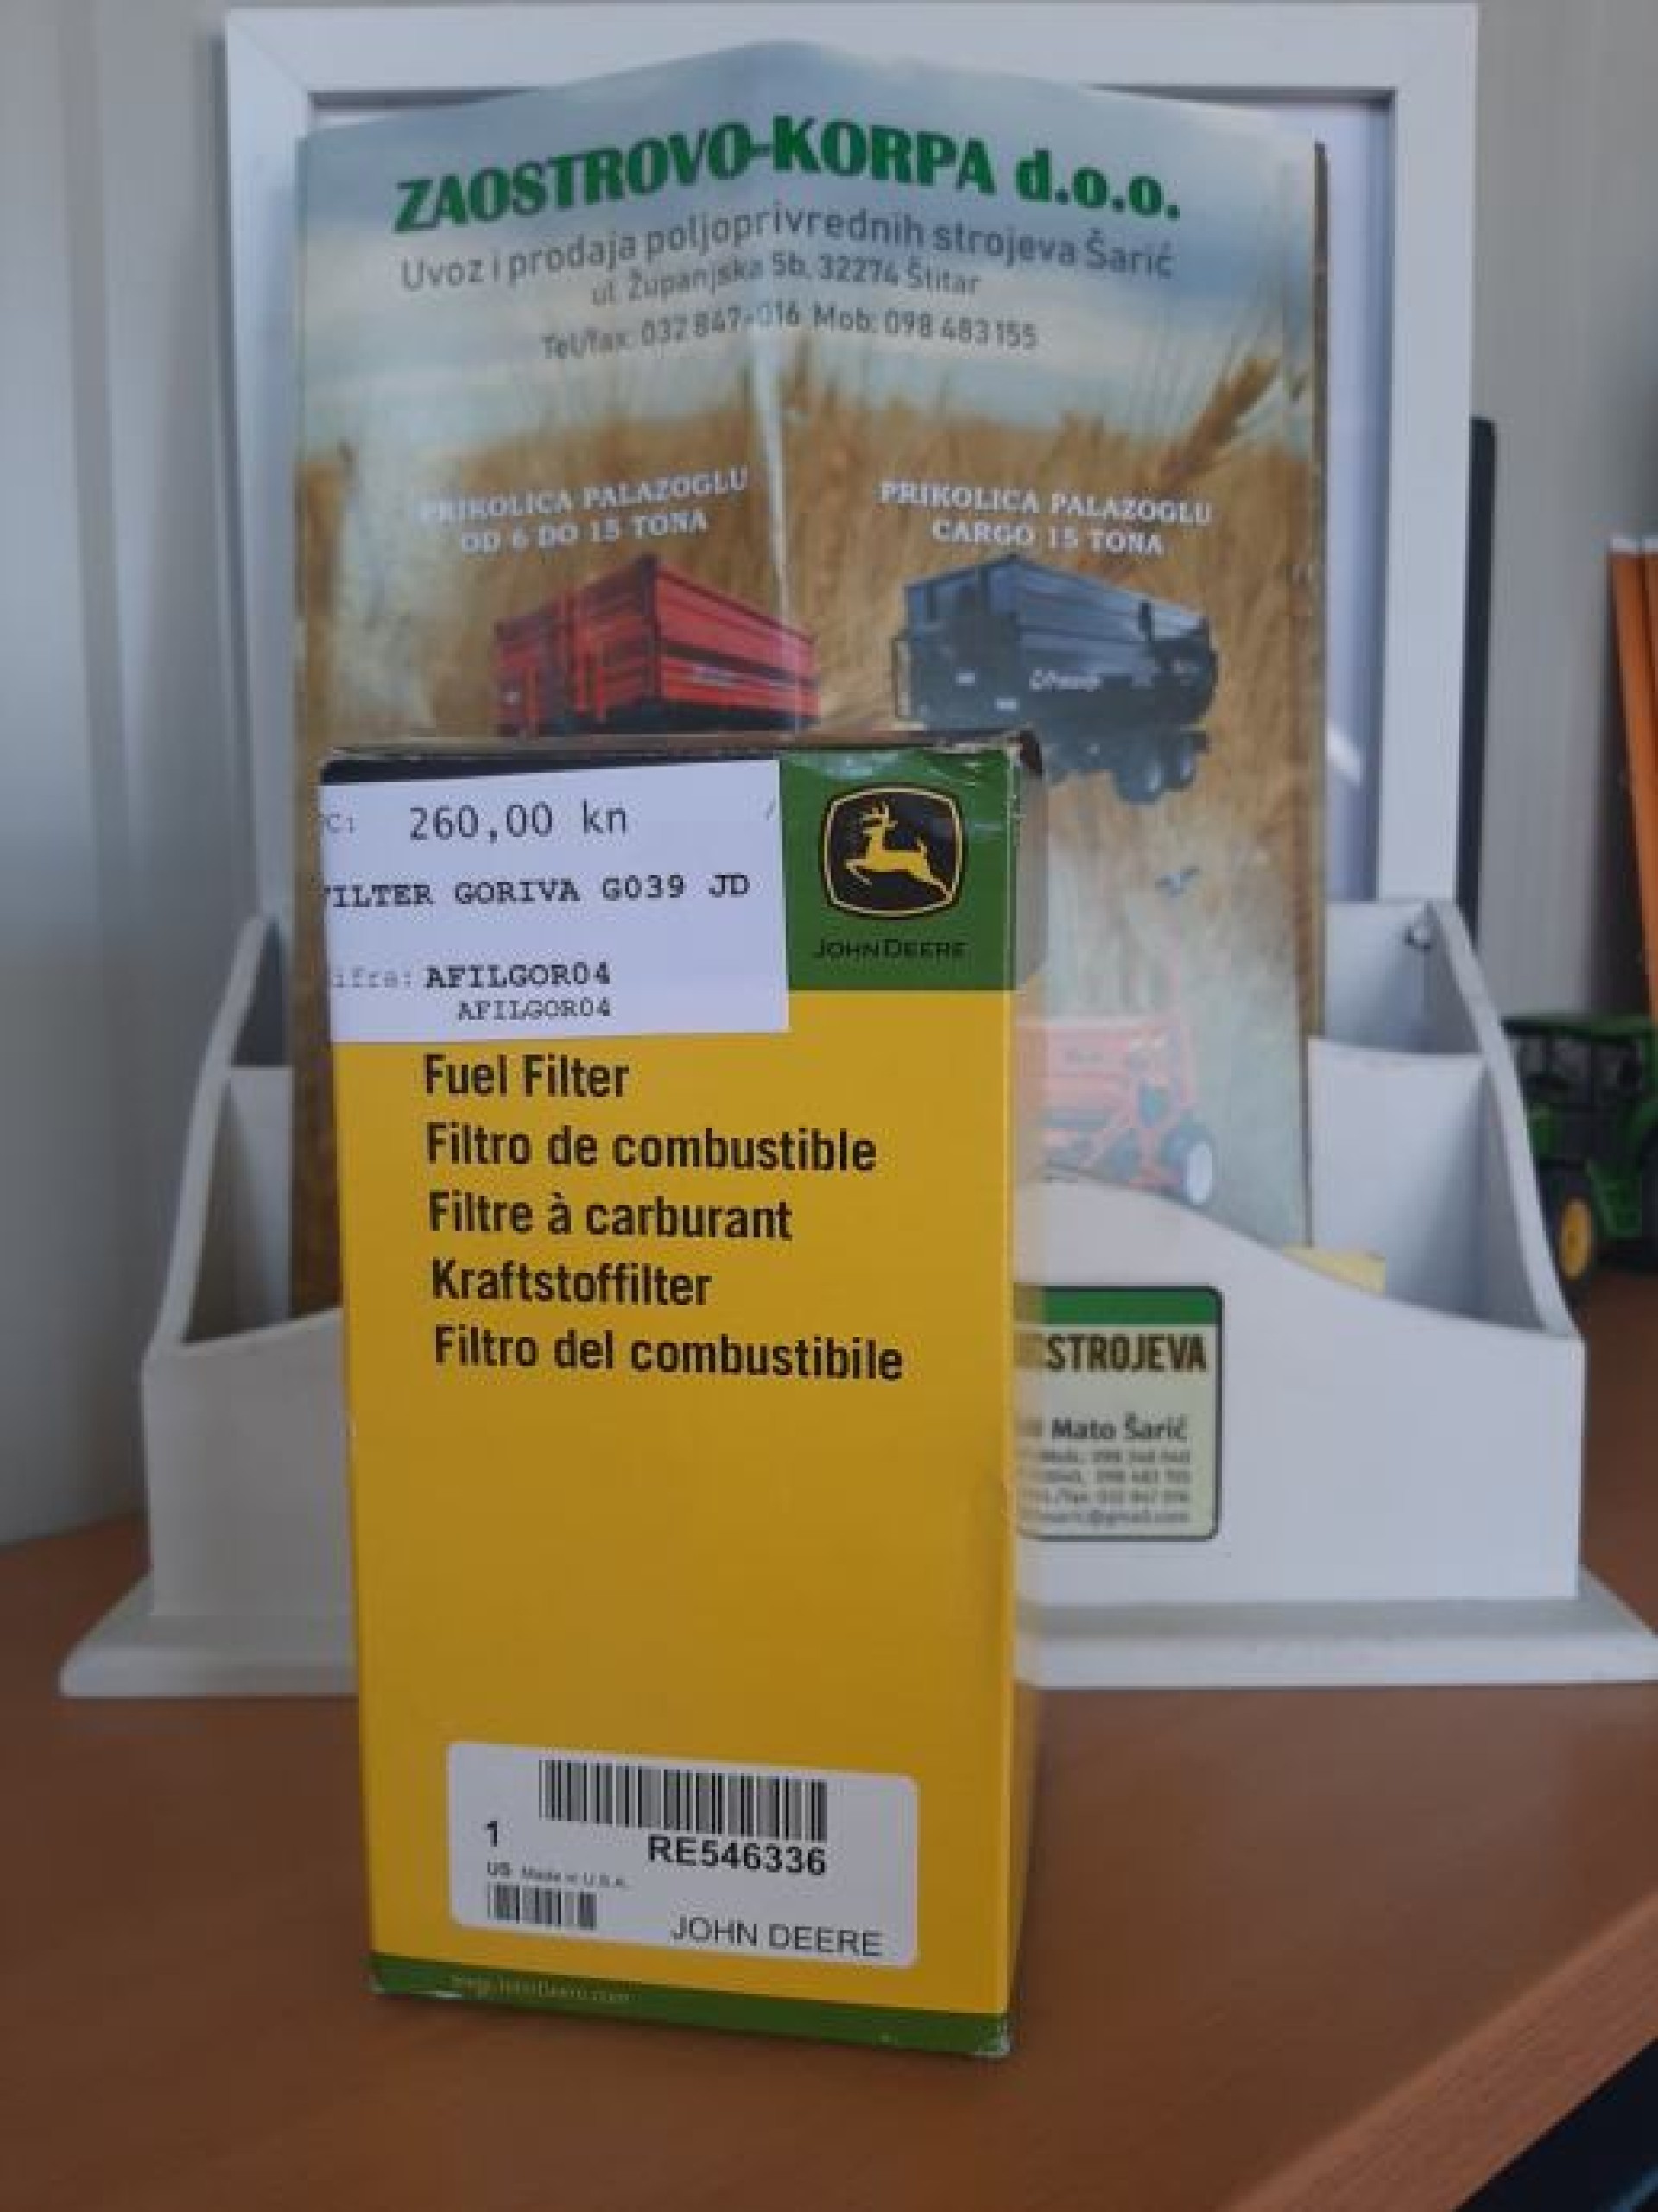 ZAOSTROVO-KORPA d.o.o.
Uvoz i prodaja poljoprivrednih strojeva Šarić
ul. Županjska 5b, 32274 Štitar
Tel/fax: 032 847-016 Mob: 098 483 155
PRIKOLICA PALAZOGLU
OD 6 DO 15 TONA
PRIKOLICA PALAZOGLU
CARGO 15 TONA
C: 260,00 kn
FILTER GORIVA G039 JD
ifra: AFILGOR04
AFILGOR04
JOHN DEERE
Fuel Filter
Filtro de combustible
Filtre à carburant
Kraftstoffilter
Filtro del combustibile
STROJEVA
Mato Šarić
1
RE546336
US Made in U.S.A.
JOHN DEERE